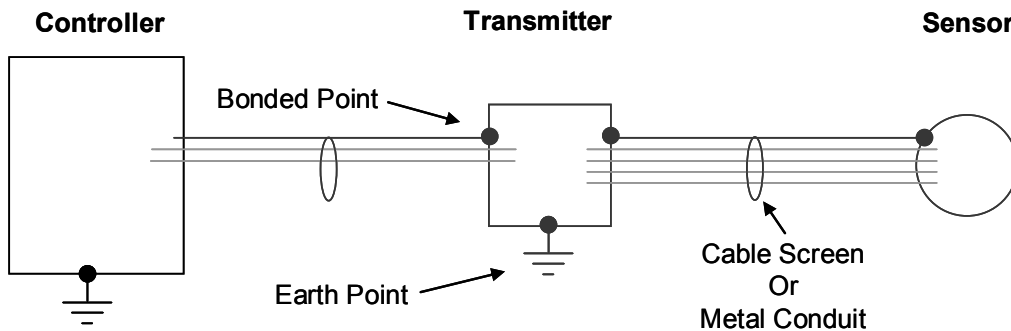 Controller
Transmitter
Sensor
Bonded Point
Earth Point
Cable Screen
Or
Metal Conduit